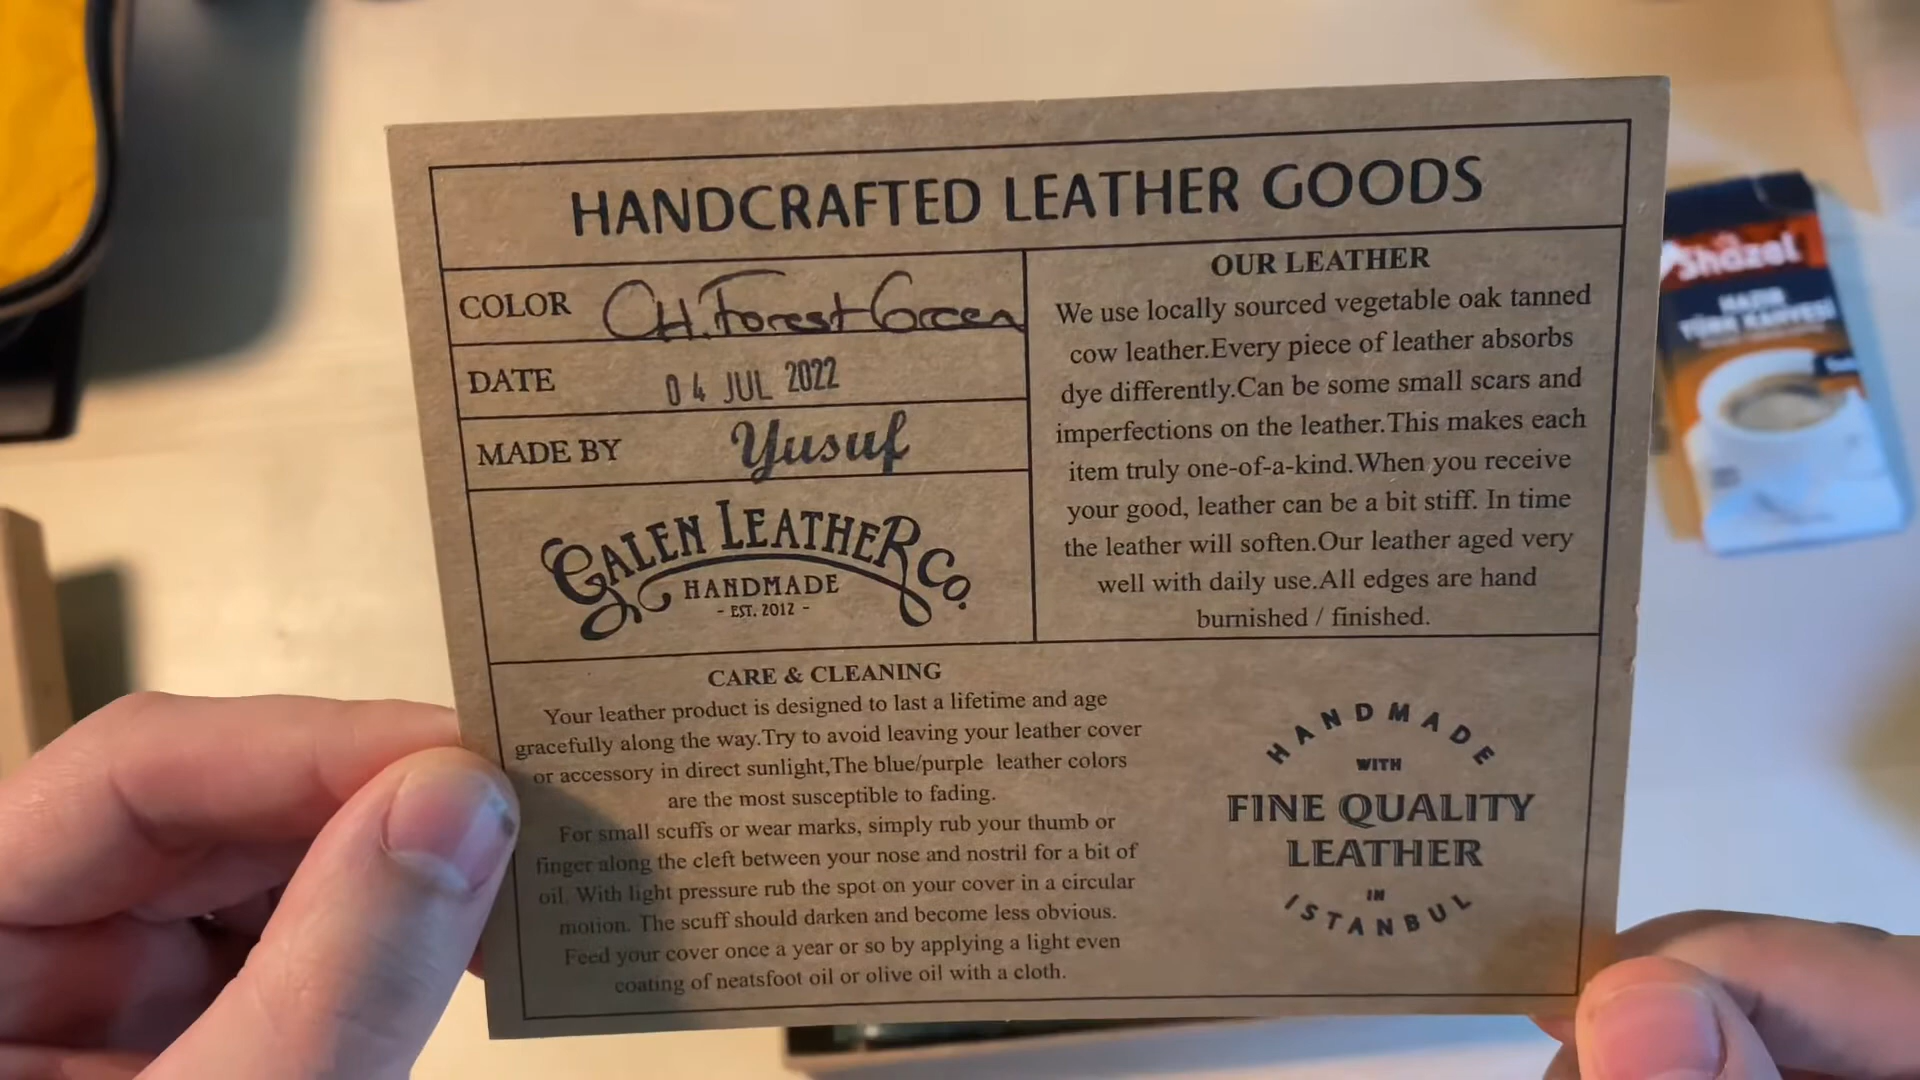 HANDCRAFTED LEATHER GOODS
COLOR CH. Forest Green
DATE 04 JUL 2022
MADE BY Yusuf
GALEN LEATHER CO.
HANDMADE
- EST. 2012 -
OUR LEATHER
We use locally sourced vegetable oak tanned
cow leather.Every piece of leather absorbs
dye differently.Can be some small scars and
imperfections on the leather.This makes each
item truly one-of-a-kind.When you receive
your good, leather can be a bit stiff. In time
the leather will soften.Our leather aged very
well with daily use.All edges are hand
burnished / finished.
CARE & CLEANING
Your leather product is designed to last a lifetime and age
gracefully along the way.Try to avoid leaving your leather cover
or accessory in direct sunlight,The blue/purple leather colors
are the most susceptible to fading.
For small scuffs or wear marks, simply rub your thumb or
finger along the cleft between your nose and nostril for a bit of
oil. With light pressure rub the spot on your cover in a circular
motion. The scuff should darken and become less obvious.
Feed your cover once a year or so by applying a light even
coating of neatsfoot oil or olive oil with a cloth.
HANDMADE
WITH
FINE QUALITY
LEATHER
IN
ISTANBUL
Shazel
HAZIR
TÜRK KAHVESİ